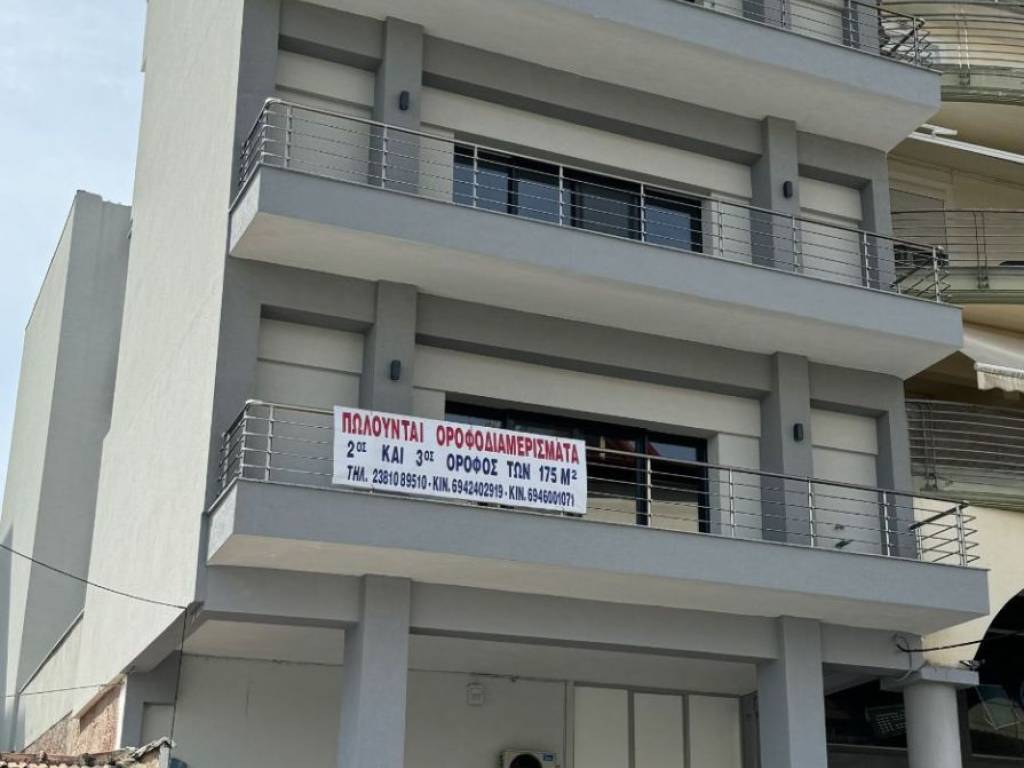 ΠΩΛΟΥΝΤΑΙ ΟΡΟΦΟΔΙΑΜΕΡΙΣΜΑΤΑ
2ΟΣ ΚΑΙ 3ΟΣ ΟΡΟΦΟΣ ΤΩΝ 175 Μ²
ΤΗΛ. 23810 89510 - ΚΙΝ. 6942402919 - ΚΙΝ. 6946001071